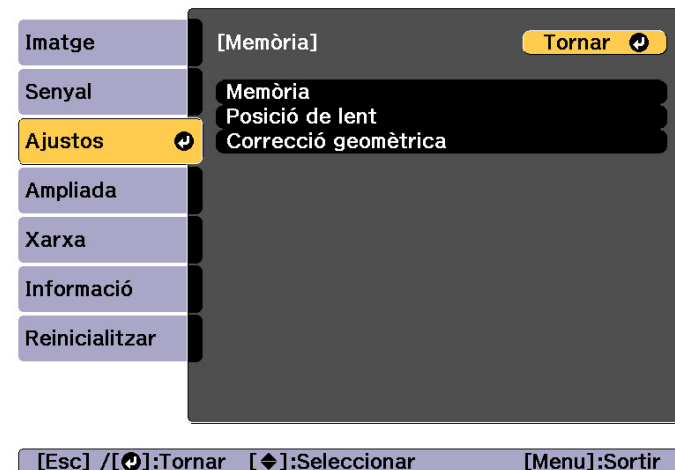 Imatge
Senyal
Ajustos
Ampliada
Xarxa
Informació
Reinicialitzar
[Memòria]
Tornar
Memòria
Posició de lent
Correcció geomètrica
[Esc] /[ ]:Tornar [ ]:Seleccionar [Menu]:Sortir